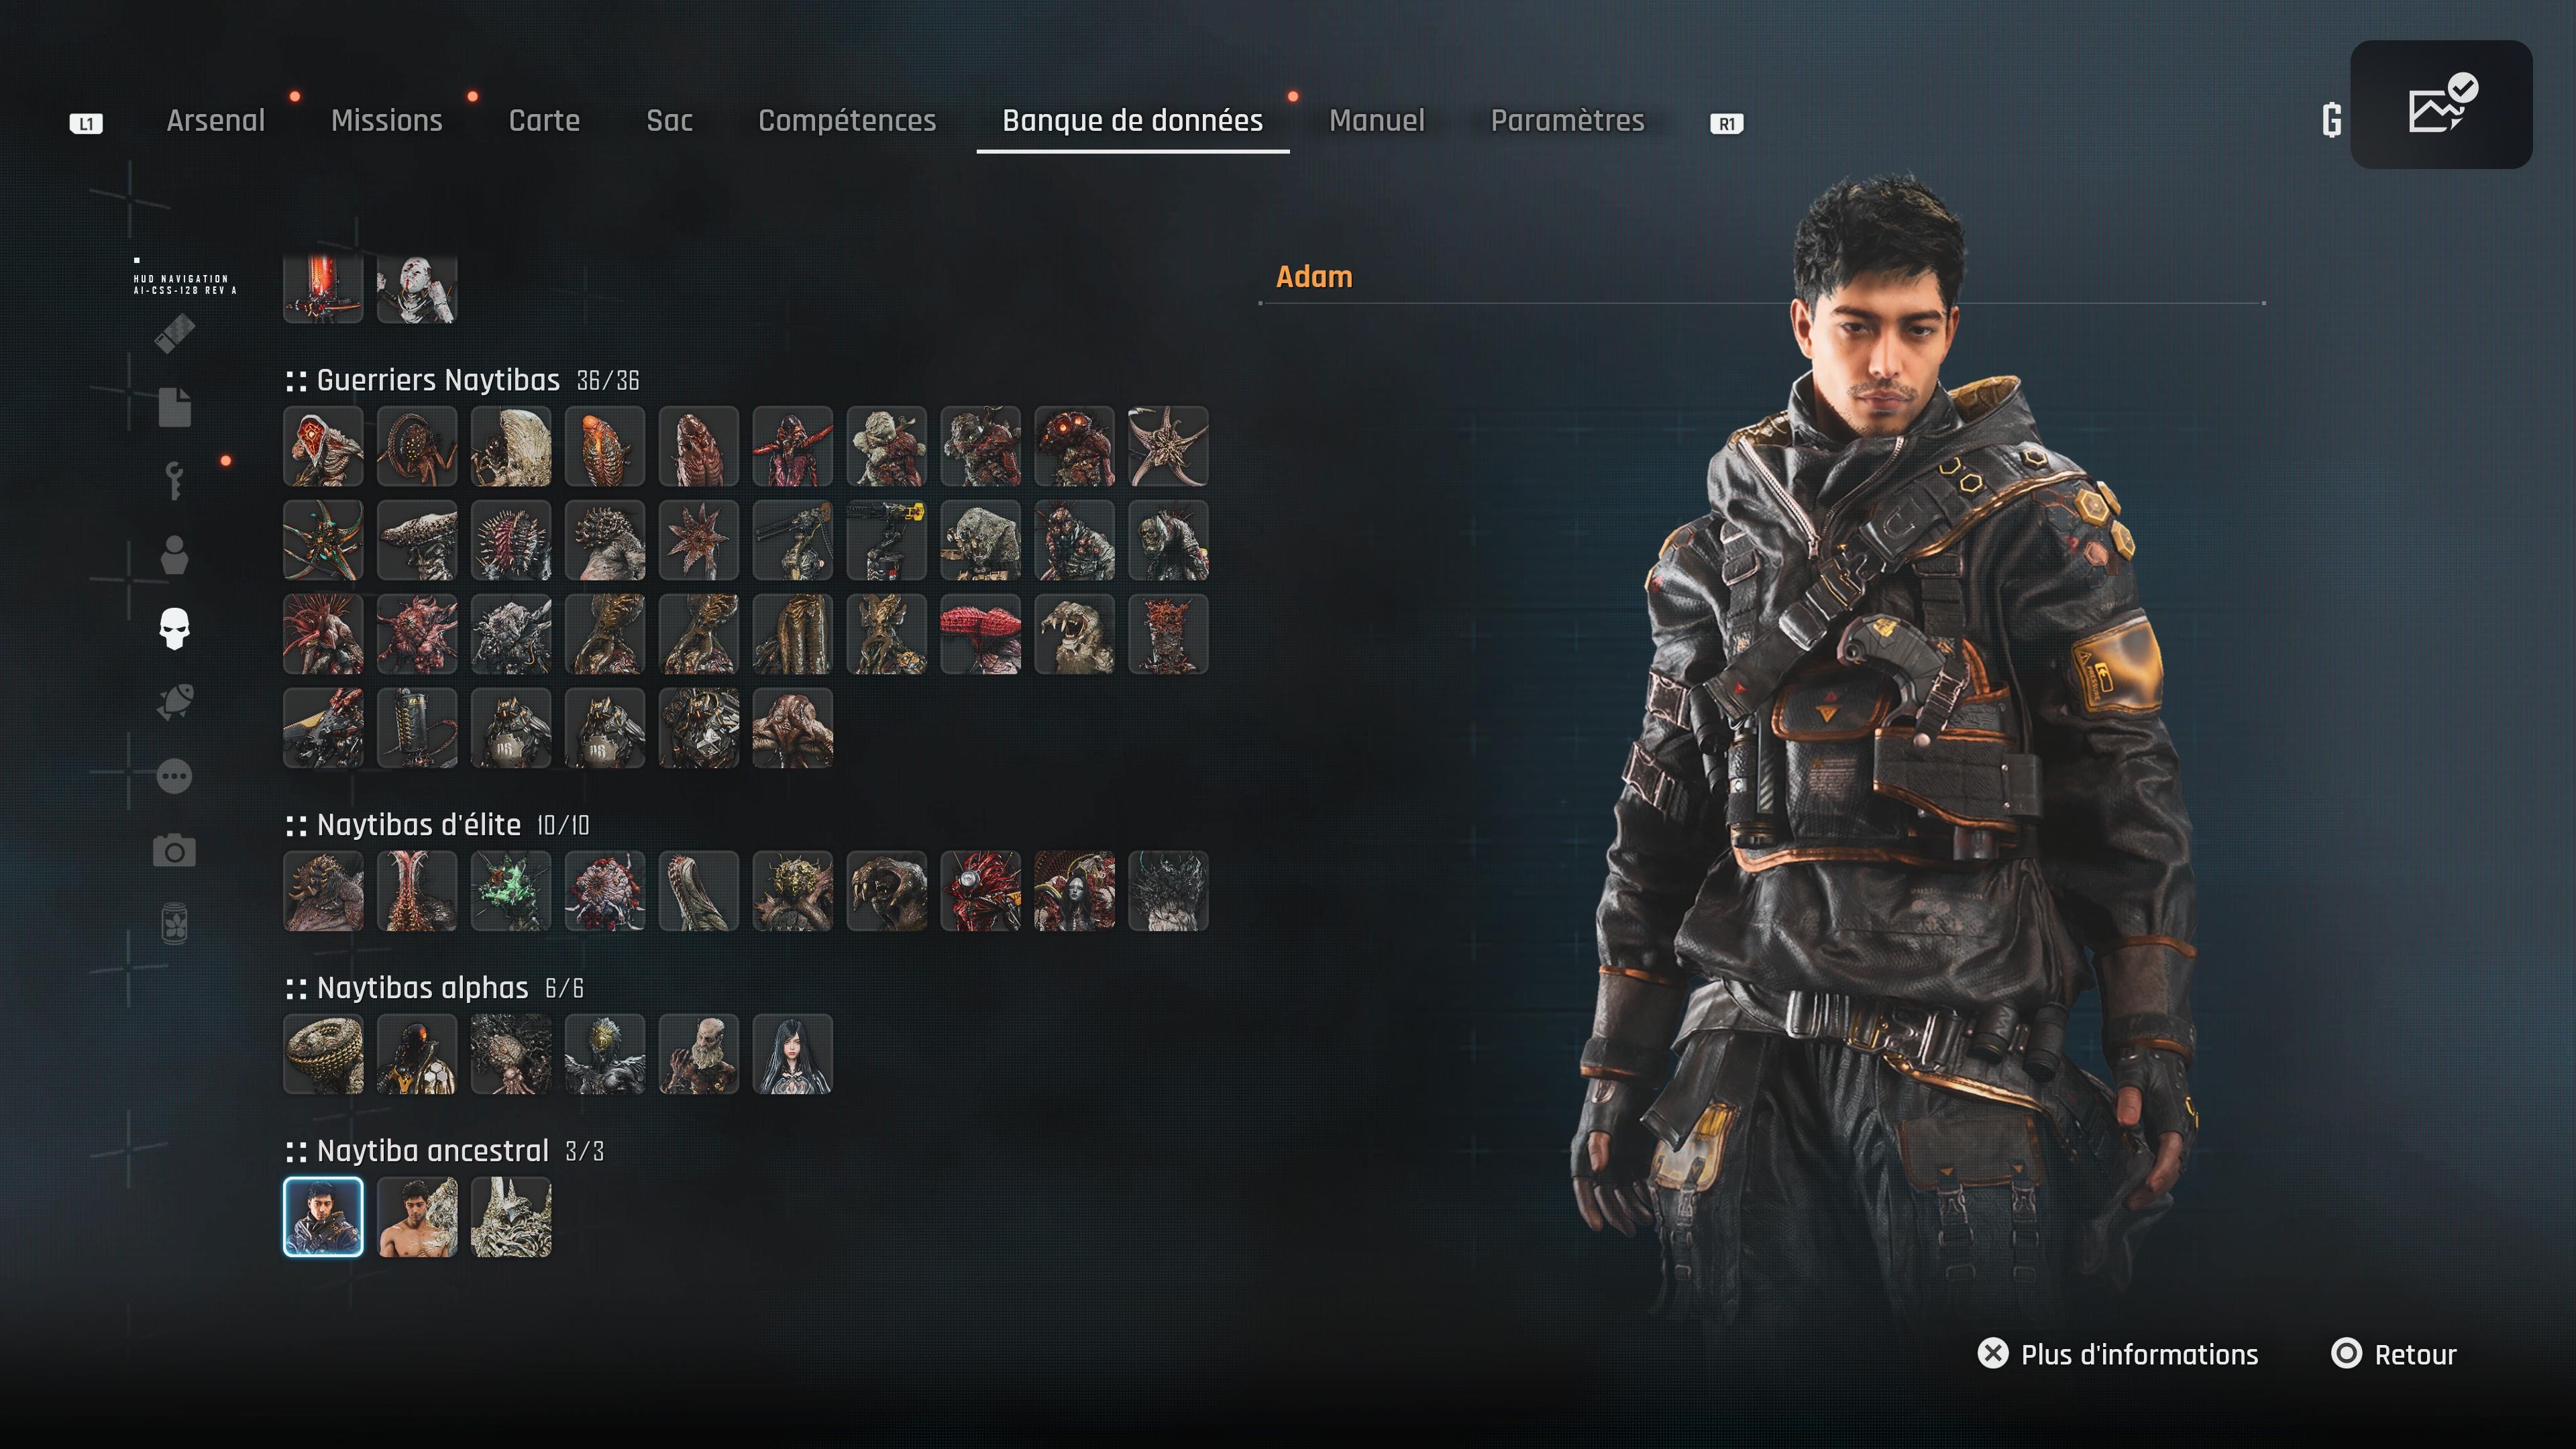 L1 Arsenal Missions Carte Sac Compétences Banque de données Manuel Paramètres R1
HUD NAVIGATION
AI-CSS-128 REV A
Adam
Guerriers Naytibas 36/36
Naytibas d'élite 10/10
Naytibas alphas 6/6
Naytiba ancestral 3/3
Plus d'informations Retour